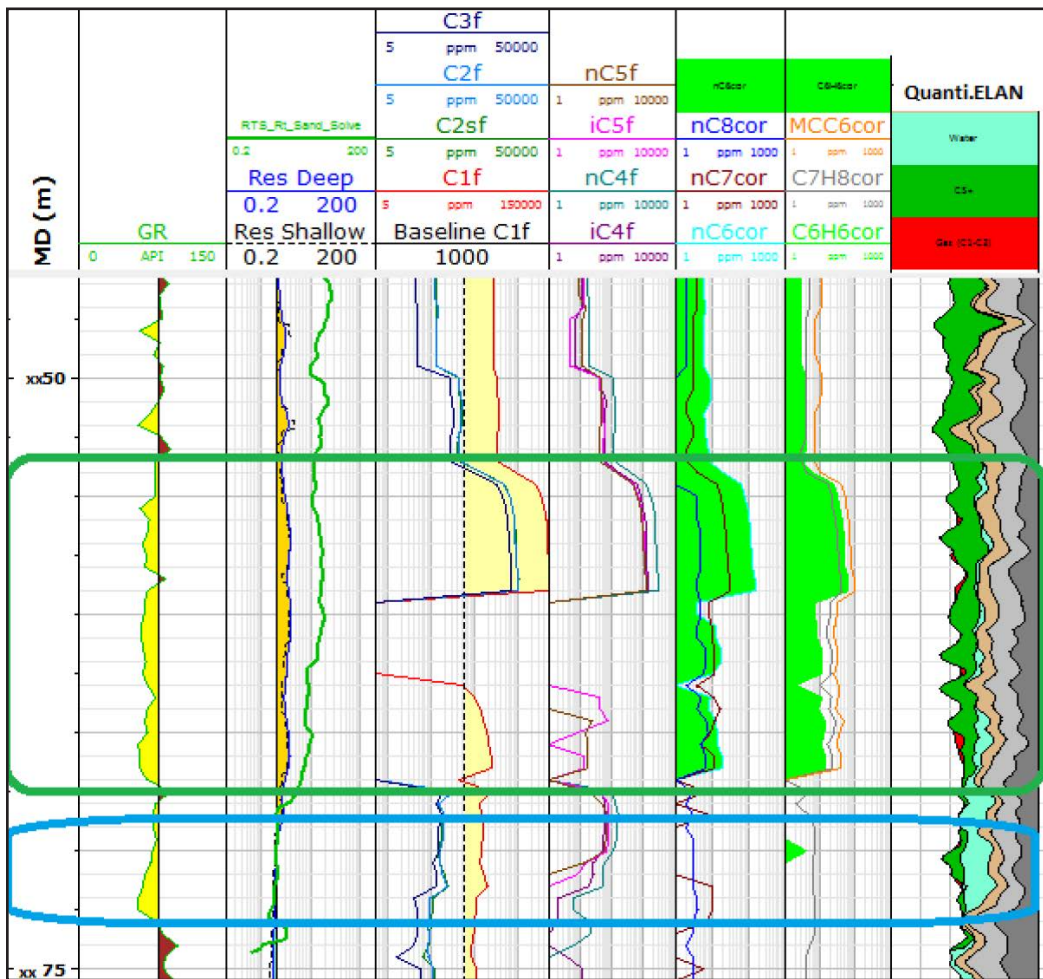 MD (m)
GR
0 API 150
RTS_Rt_Sand_Solve
0.2 200
Res Deep
0.2 200
Res Shallow
0.2 200
C3f
5 ppm 50000
C2f
5 ppm 50000
C2sf
5 ppm 50000
C1f
5 ppm 150000
Baseline C1f
1000
nC5f
1 ppm 10000
iC5f
1 ppm 10000
nC4f
1 ppm 10000
iC4f
1 ppm 10000
nC6cor
nC8cor
1 ppm 1000
nC7cor
1 ppm 1000
nC6cor
1 ppm 1000
C6H6cor
MCC6cor
1 ppm 1000
C7H8cor
1 ppm 1000
C6H6cor
1 ppm 1000
Quanti.ELAN
Water
Gas (C1-C2)
xx50
xx 75